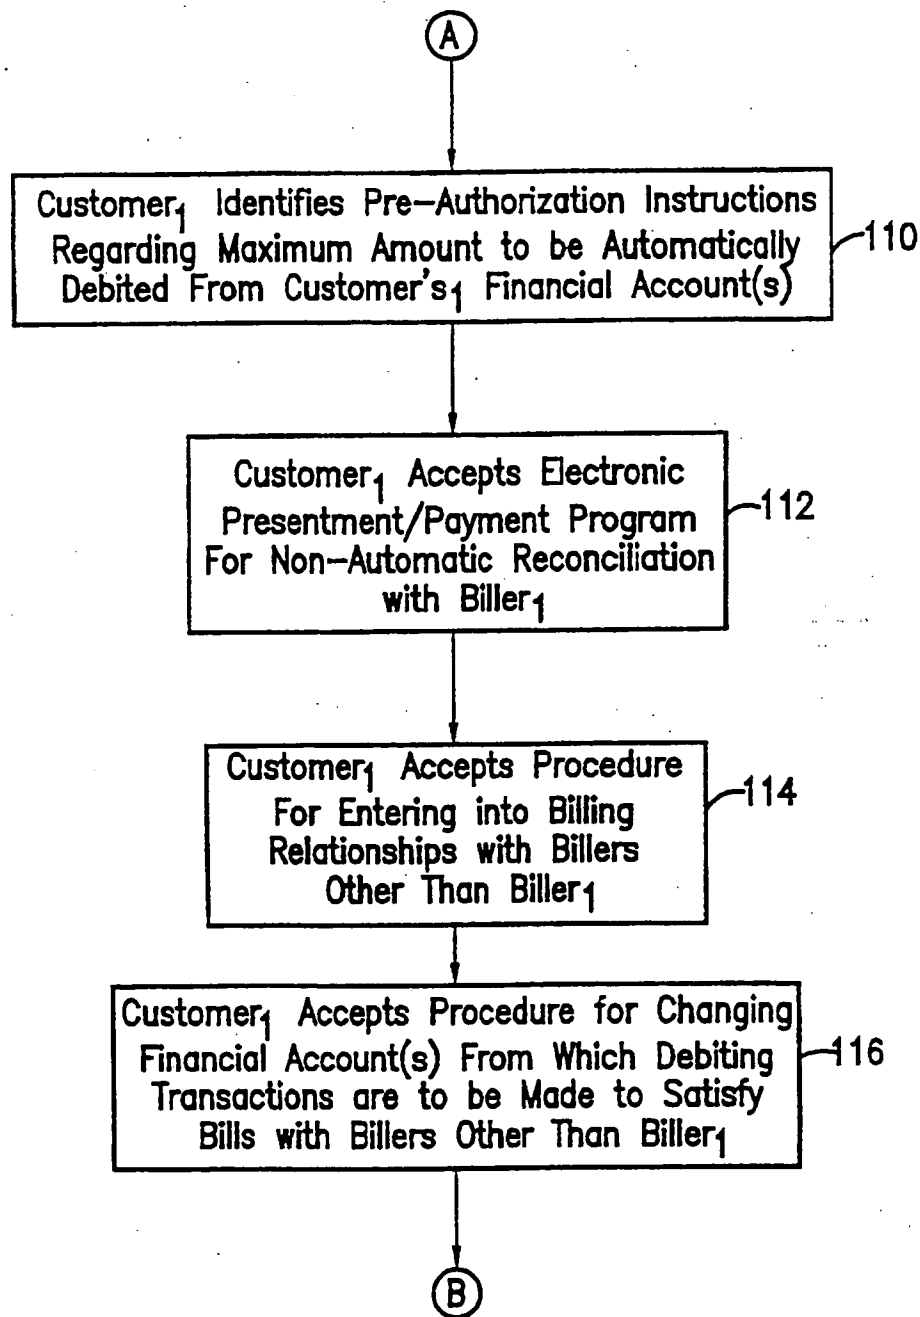 A
Customer₁ Identifies Pre-Authorization Instructions
Regarding Maximum Amount to be Automatically
Debited From Customer's₁ Financial Account(s)
110
Customer₁ Accepts Electronic
Presentment/Payment Program
For Non-Automatic Reconciliation
with Biller₁
112
Customer₁ Accepts Procedure
For Entering into Billing
Relationships with Billers
Other Than Biller₁
114
Customer₁ Accepts Procedure for Changing
Financial Account(s) From Which Debiting
Transactions are to be Made to Satisfy
Bills with Billers Other Than Biller₁
116
B